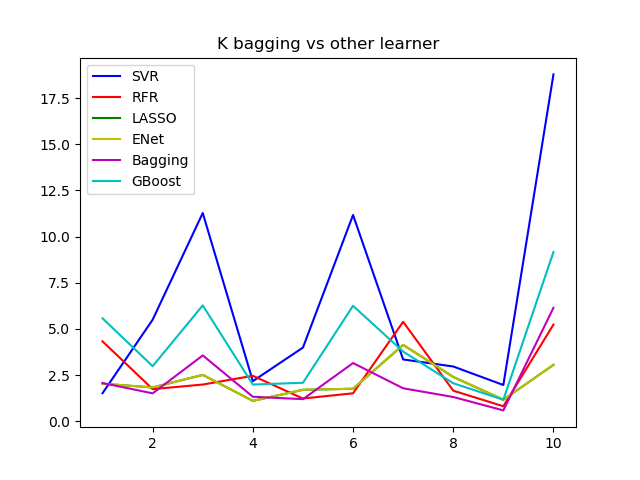 K bagging vs other learner
SVR
RFR
LASSO
ENet
Bagging
GBoost
17.5
15.0
12.5
10.0
7.5
5.0
2.5
0.0
2 4 6 8 10